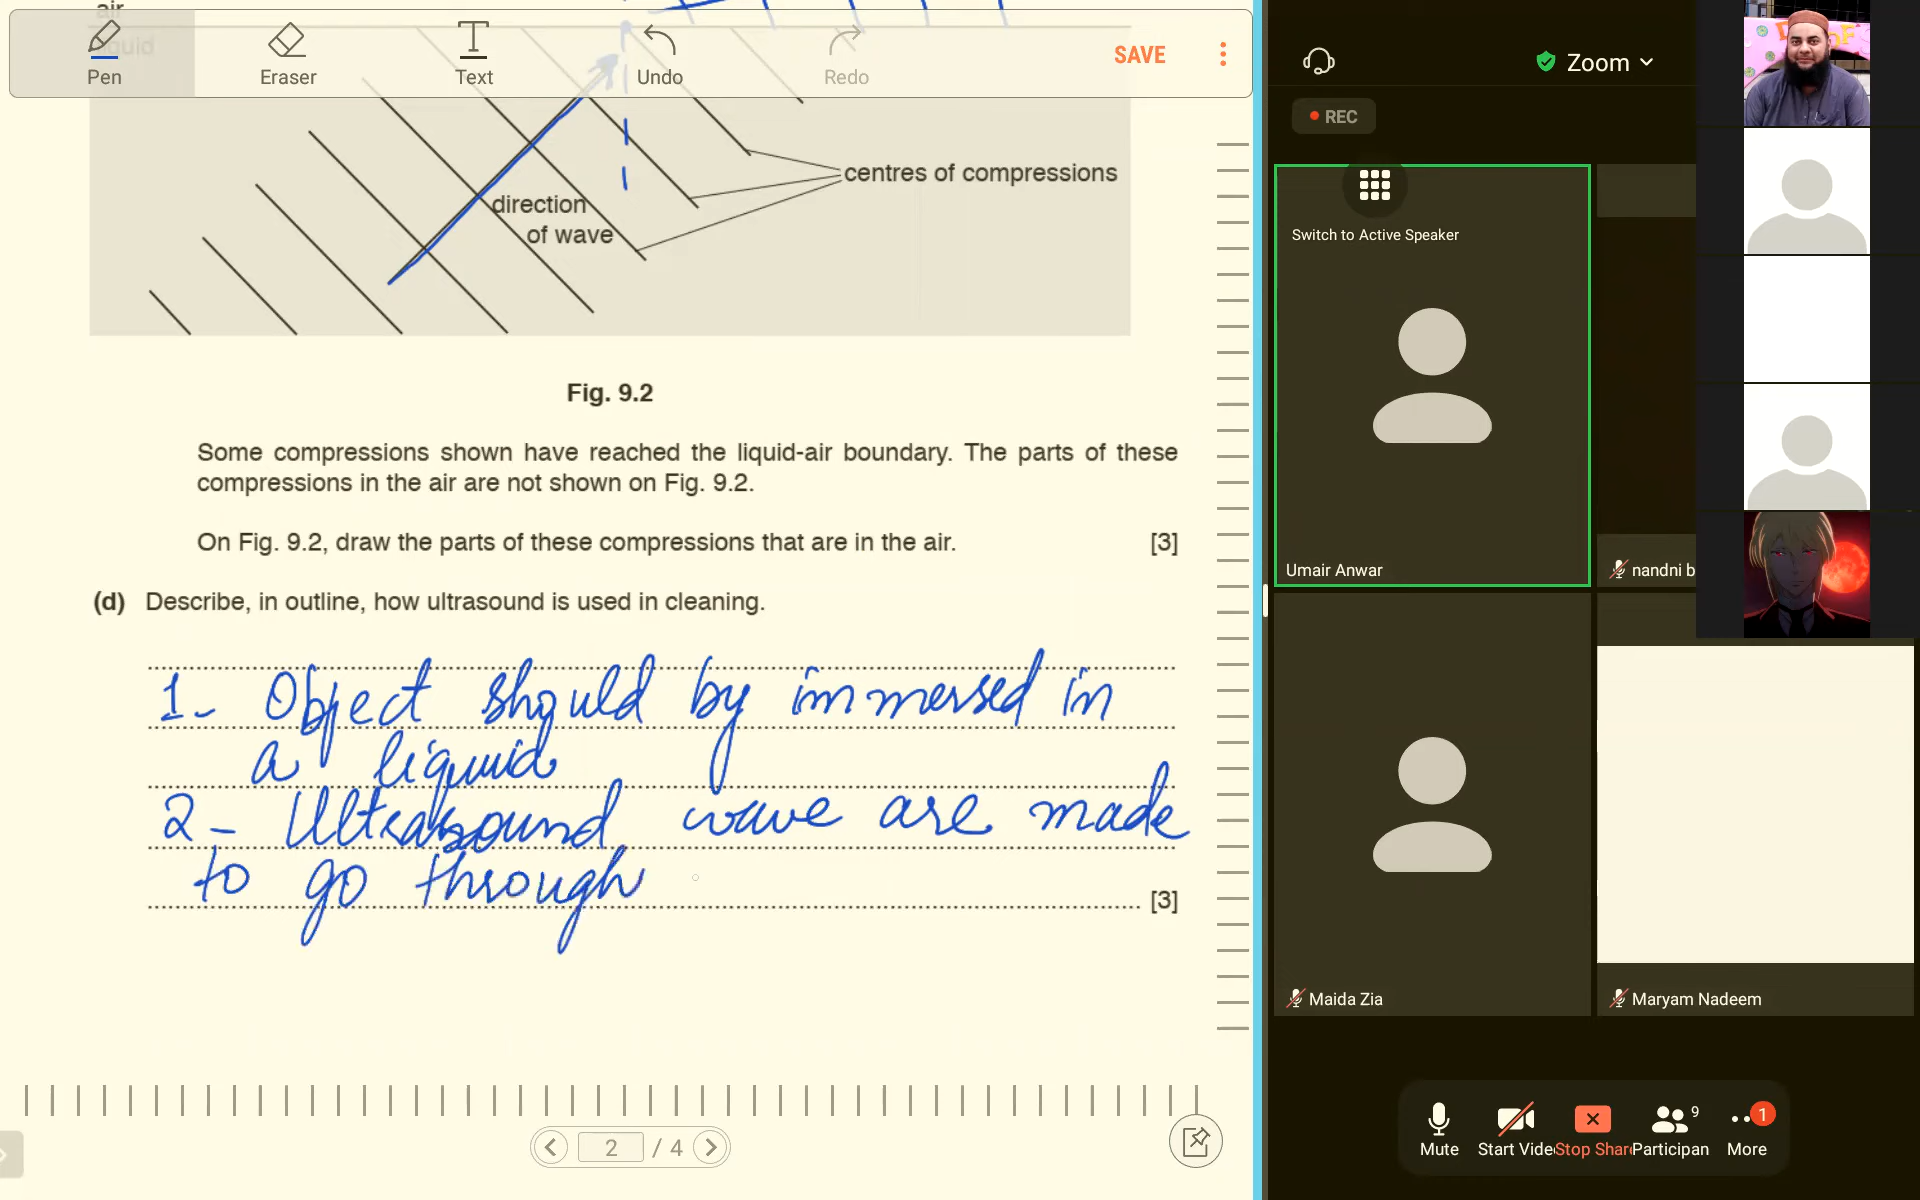 air
liquid
Pen
Eraser
Text
Undo
Redo
SAVE
centres of compressions
direction
of wave
Fig. 9.2
Some compressions shown have reached the liquid-air boundary. The parts of these
compressions in the air are not shown on Fig. 9.2.
On Fig. 9.2, draw the parts of these compressions that are in the air. [3]
(d) Describe, in outline, how ultrasound is used in cleaning.
1- Object should by immersed in
a liquid
2- Ultrasound wave are made
to go through
[3]
2 / 4
Zoom
REC
Switch to Active Speaker
Umair Anwar
nandni b
Maida Zia
Maryam Nadeem
9
1
Mute
Start Vide
Stop Shar
Participan
More